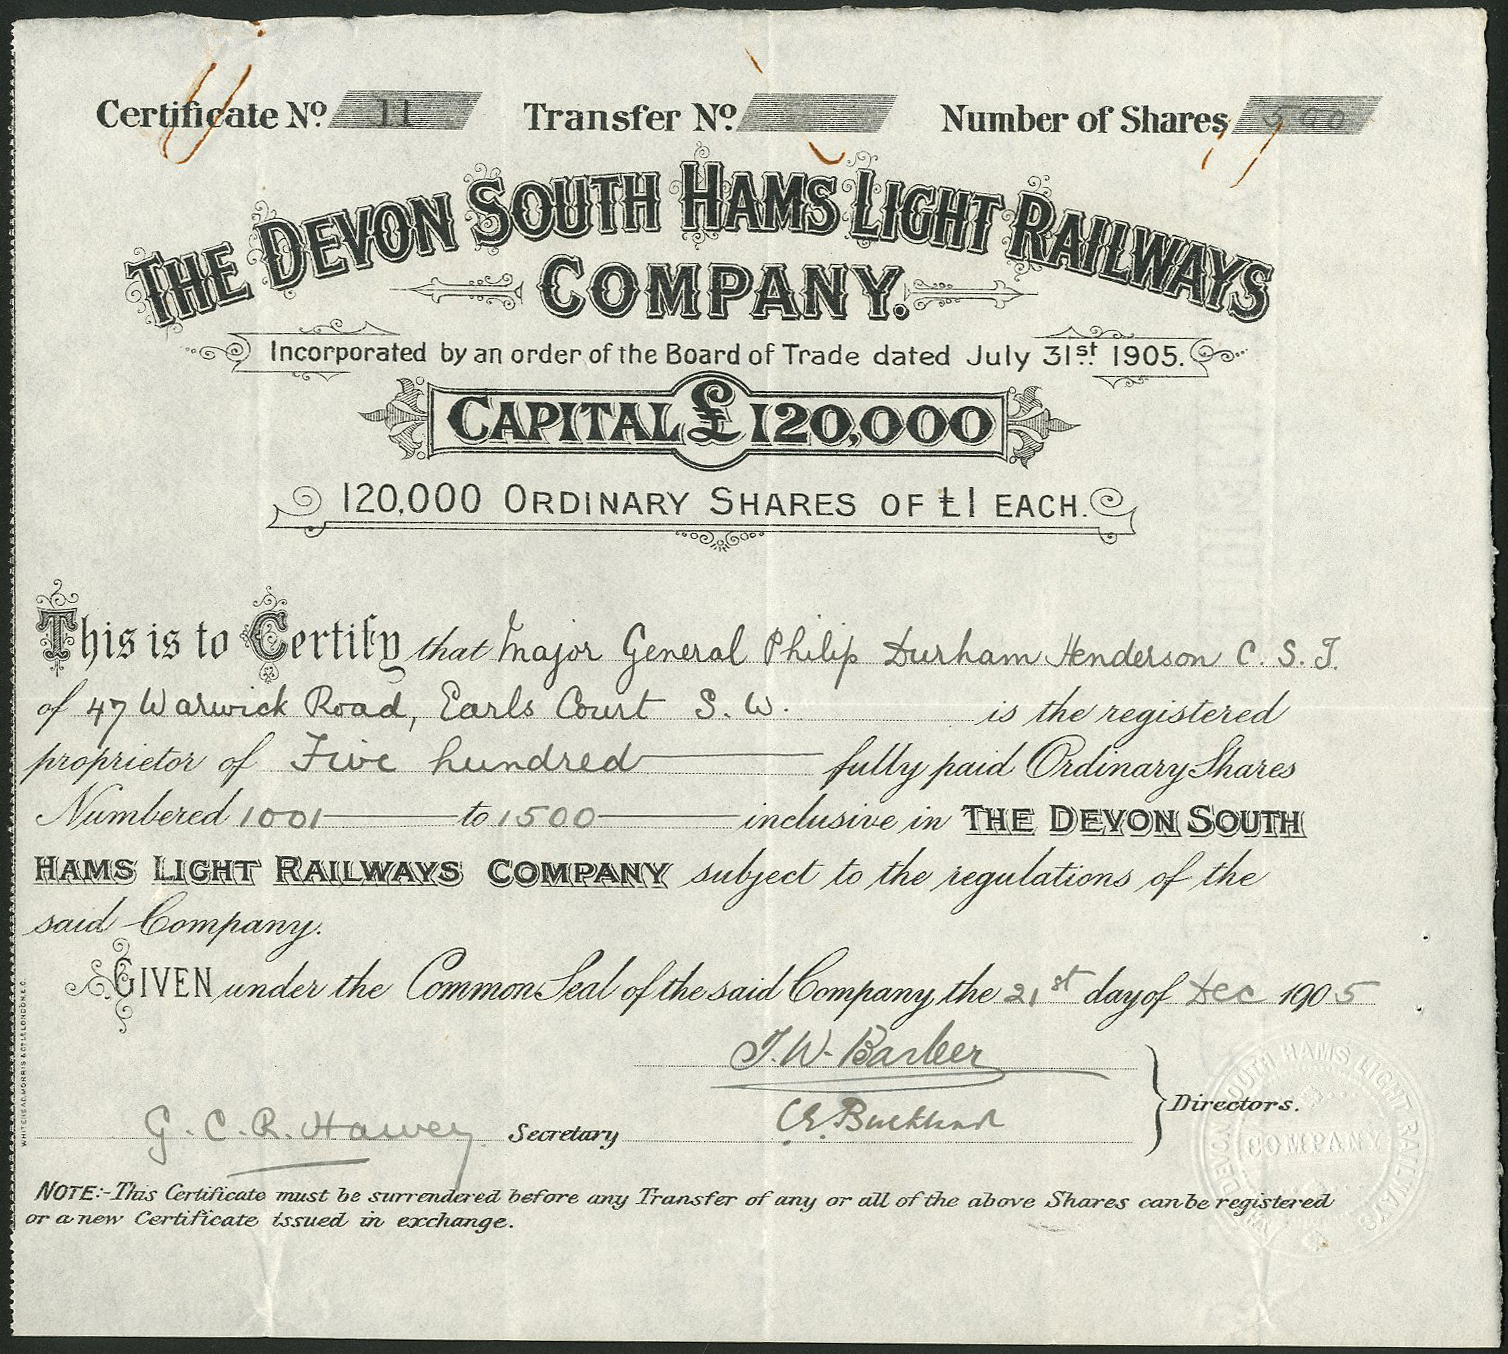 Certificate No. 11 Transfer No. Number of Shares 500
THE DEVON SOUTH HAMS LIGHT RAILWAYS
COMPANY.
Incorporated by an order of the Board of Trade dated July 31st 1905.
CAPITAL £120,000
120,000 ORDINARY SHARES OF £1 EACH.
This is to Certify that Major General Philip Durham Henderson C. S. I.
of 47 Warwick Road, Earls Court S. W. is the registered
proprietor of Five hundred fully paid Ordinary Shares
Numbered 1001 to 1500 inclusive in THE DEVON SOUTH
HAMS LIGHT RAILWAYS COMPANY subject to the regulations of the
said Company.
GIVEN under the Common Seal of the said Company, the 21st day of Dec 1905
J. W. Barber
Directors.
G. C. R. Secretary
NOTE:- This Certificate must be surrendered before any Transfer of any or all of the above Shares can be registered
or a new Certificate issued in exchange.
WHITEHEAD, MORRIS & CO LE LONDON, E.C.
DEVON SOUTH HAMS LIGHT RAILWAYS
COMPANY